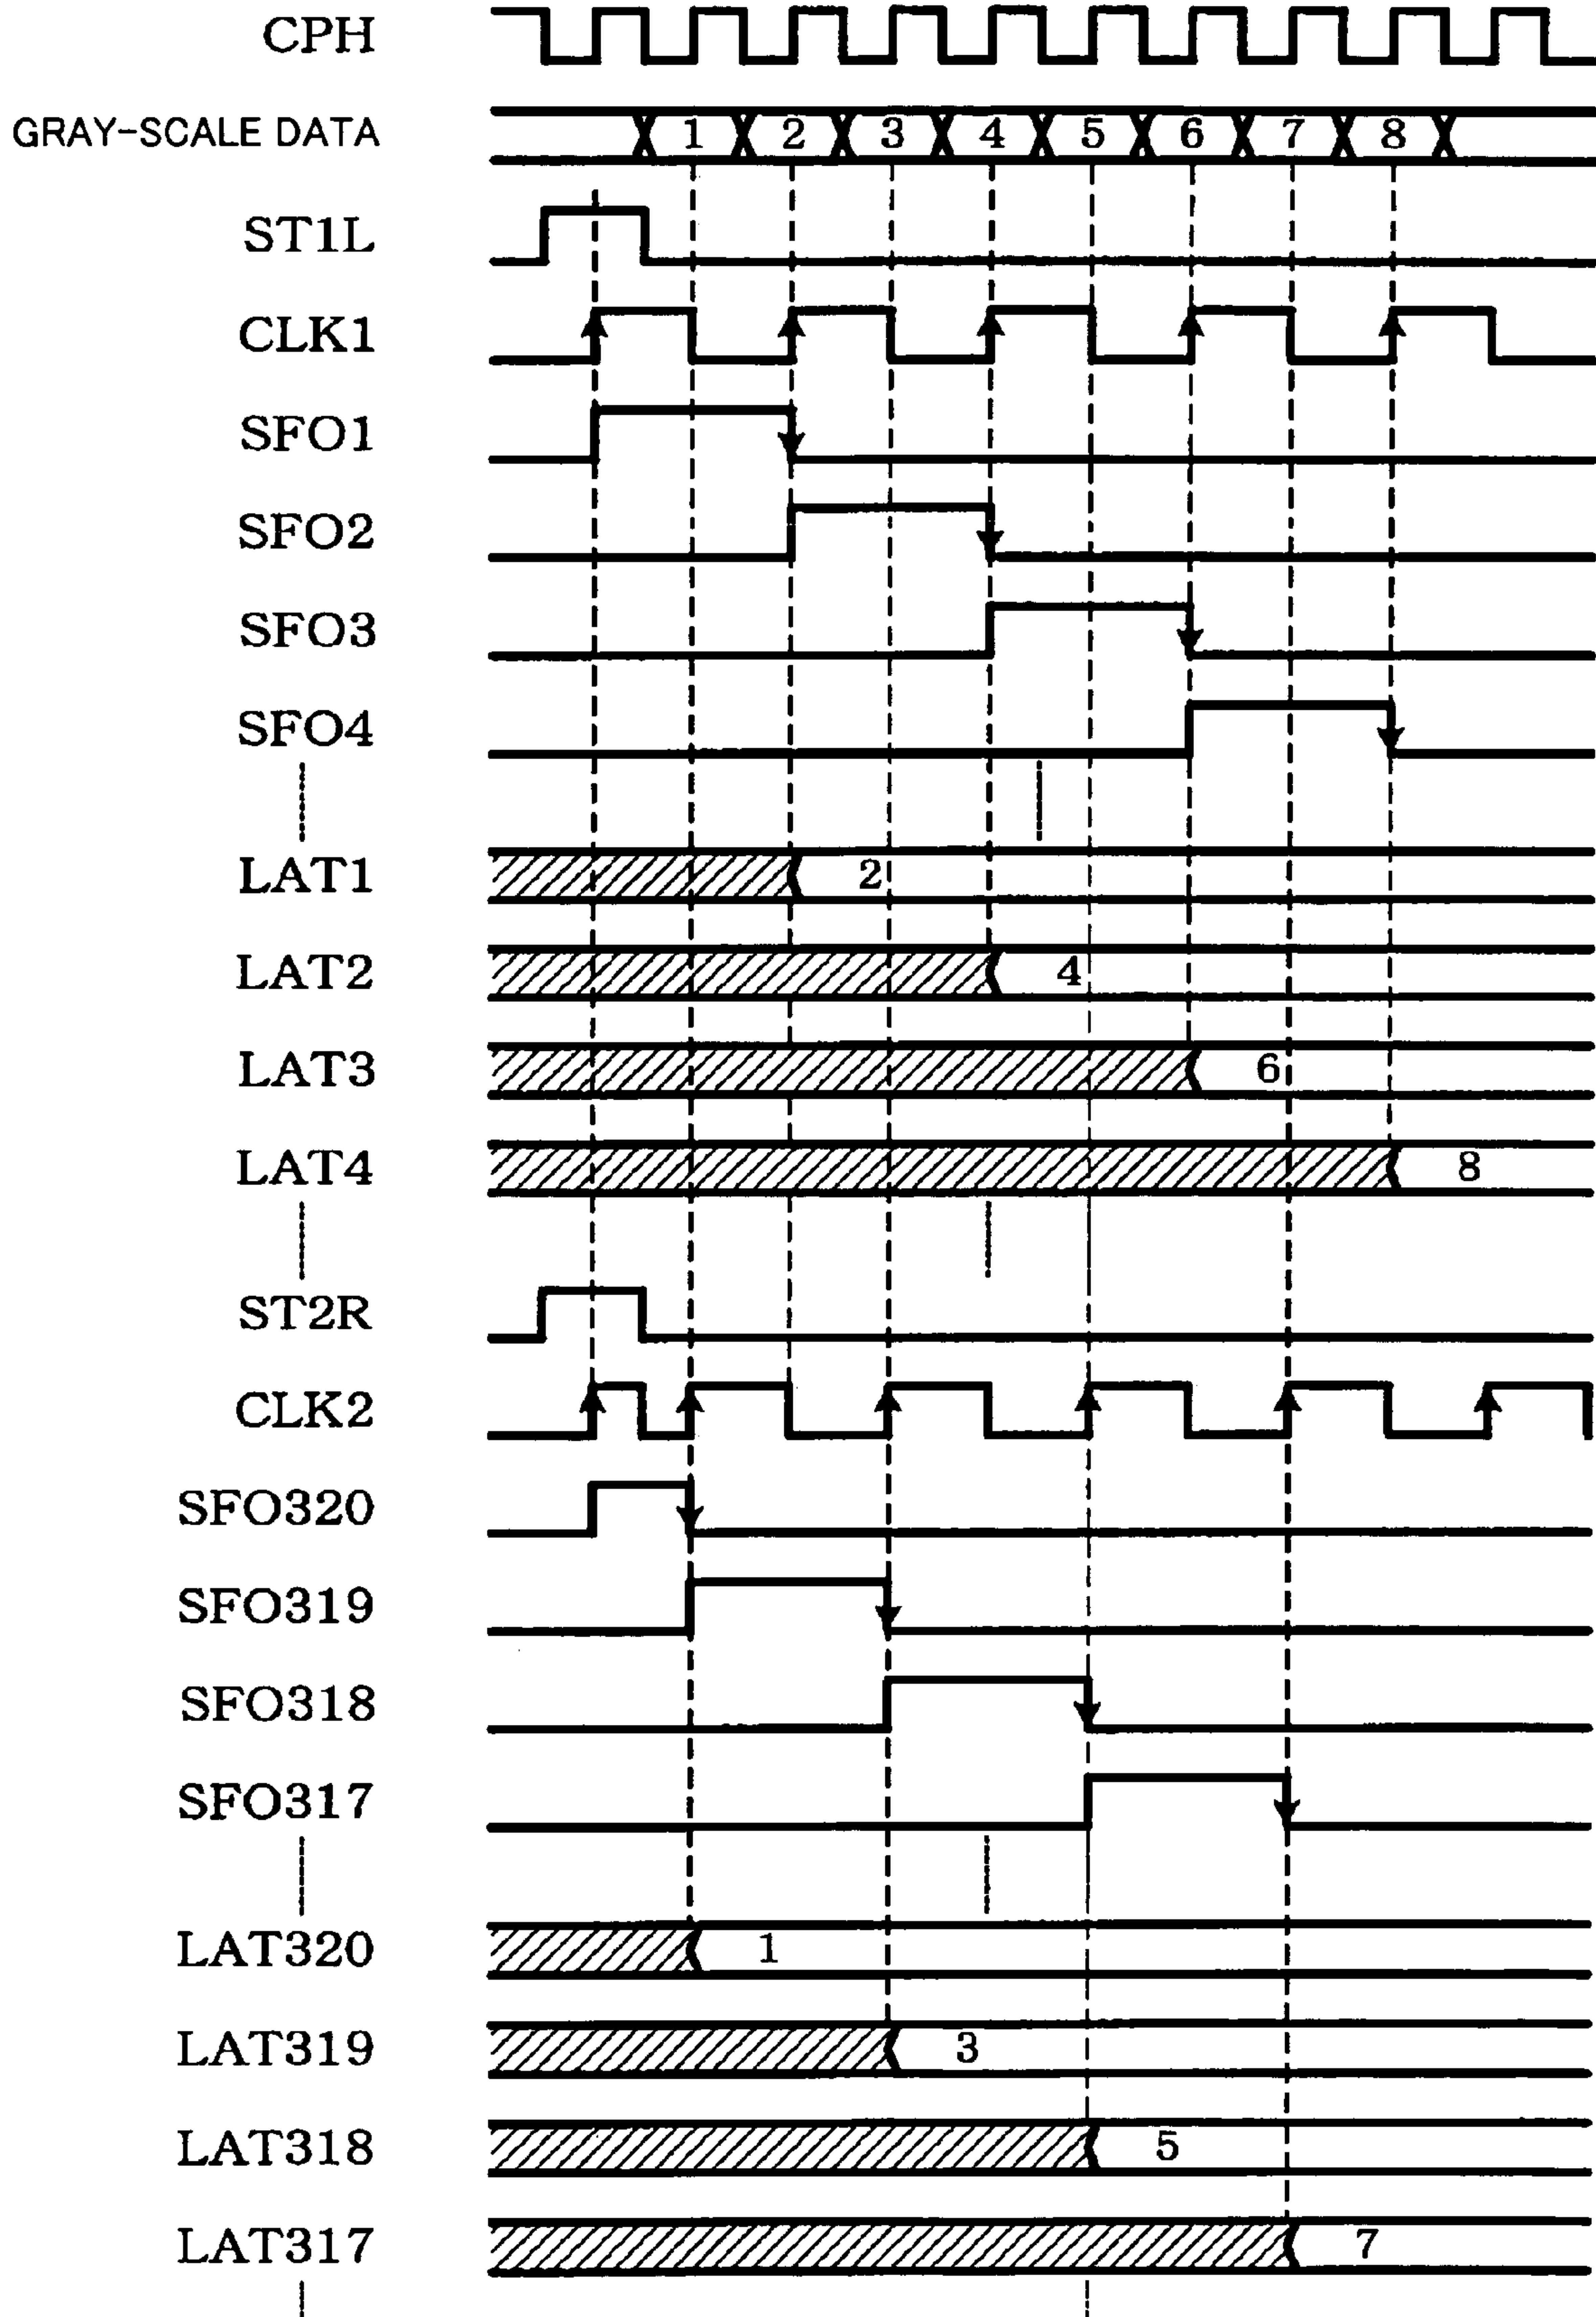 CPH
GRAY-SCALE DATA 1 2 3 4 5 6 7 8
ST1L
CLK1
SFO1
SFO2
SFO3
SFO4
LAT1 2
LAT2 4
LAT3 6
LAT4 8
ST2R
CLK2
SFO320
SFO319
SFO318
SFO317
LAT320 1
LAT319 3
LAT318 5
LAT317 7